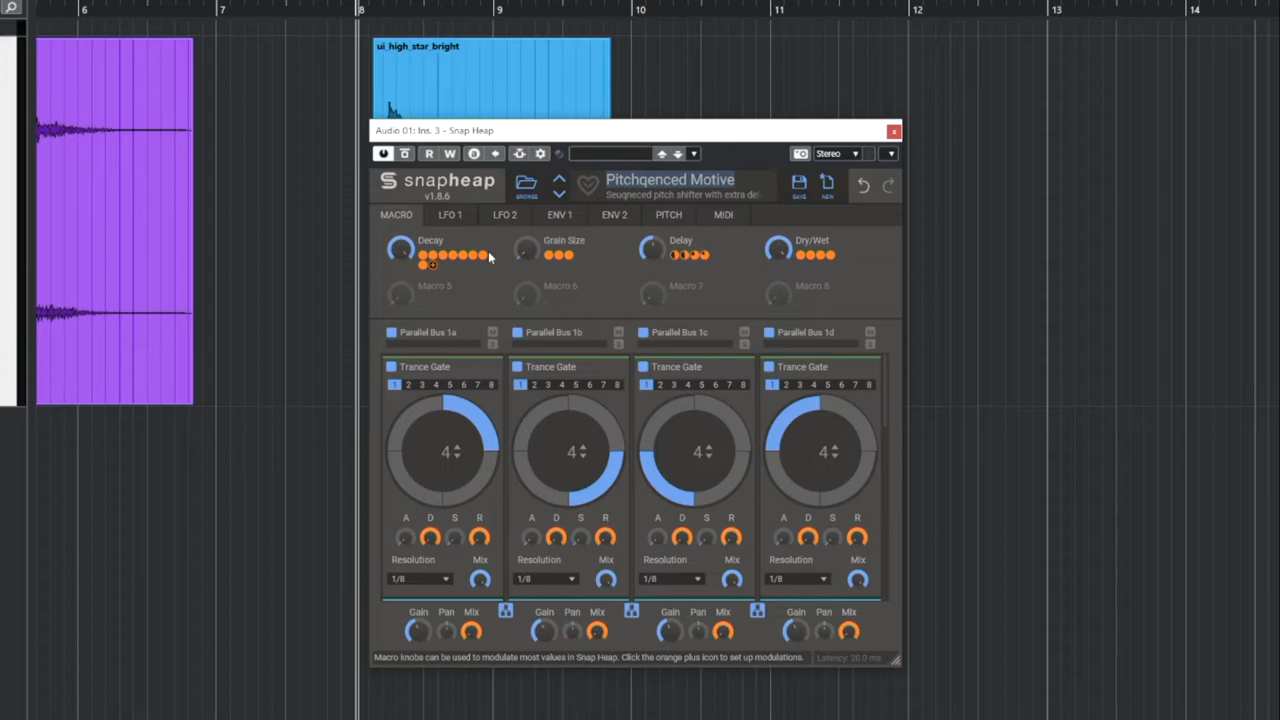 6 7 8 9 10 11 12 13 14
ui_high_star_bright
Audio 01: Ins. 3 - Snap Heap x
R W Stereo
snapheap
v1.8.6
BROWSE
Pitchqenced Motive
Seuqneced pitch shifter with extra de
SAVE NEW
MACRO LFO 1 LFO 2 ENV 1 ENV 2 PITCH MIDI
Decay Grain Size Delay Dry/Wet
Macro 5 Macro 6 Macro 7 Macro 8
Parallel Bus 1a M Parallel Bus 1b M Parallel Bus 1c M Parallel Bus 1d M
S S S S
Trance Gate Trance Gate Trance Gate Trance Gate
1 2 3 4 5 6 7 8 1 2 3 4 5 6 7 8 1 2 3 4 5 6 7 8 1 2 3 4 5 6 7 8
4 4 4 4
A D S R A D S R A D S R A D S R
Resolution Mix Resolution Mix Resolution Mix Resolution Mix
1/8 1/8 1/8 1/8
Gain Pan Mix Gain Pan Mix Gain Pan Mix Gain Pan Mix
Macro knobs can be used to modulate most values in Snap Heap. Click the orange plus icon to set up modulations. Latency: 20.0 ms